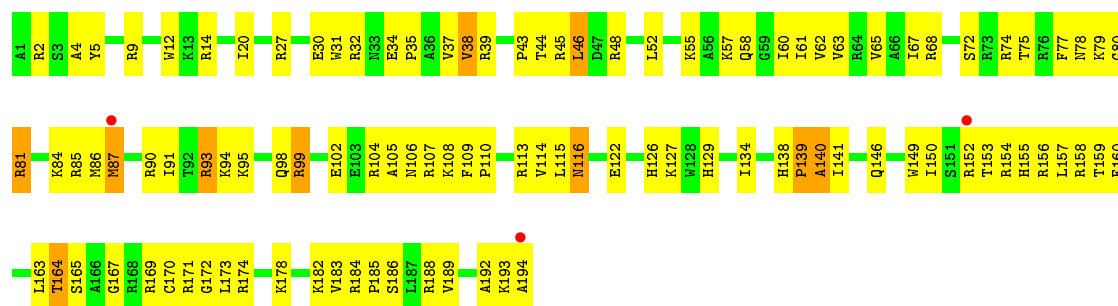 A1 R2 S3 A4 Y5 R9 W12 K13 R14 I20 R27 E30 W31 R32 N33 E34 P35 A36 V37 V38 R39 P43 T44 R45 L46 D47 R48 L52 K55 A56 K57 Q58 G59 I60 I61 V62 V63 R64 V65 A66 I67 R68 S72 R73 R74 T75 R76 F77 N78 K79
R81 K84 R85 M86 M87 R90 I91 T92 R93 K94 K95 Q98 R99 E102 E103 R104 A105 N106 R107 K108 F109 P110 R113 V114 L115 N116 E122 H126 K127 W128 H129 I134 H138 P139 A140 I141 Q146 W149 I150 S151 R152 T153 R154 H155 R156 L157 R158 T159
L163 T164 S165 A166 G167 R168 R169 C170 R171 G172 L173 R174 K178 K182 V183 R184 P185 S186 L187 R188 V189 A192 K193 A194